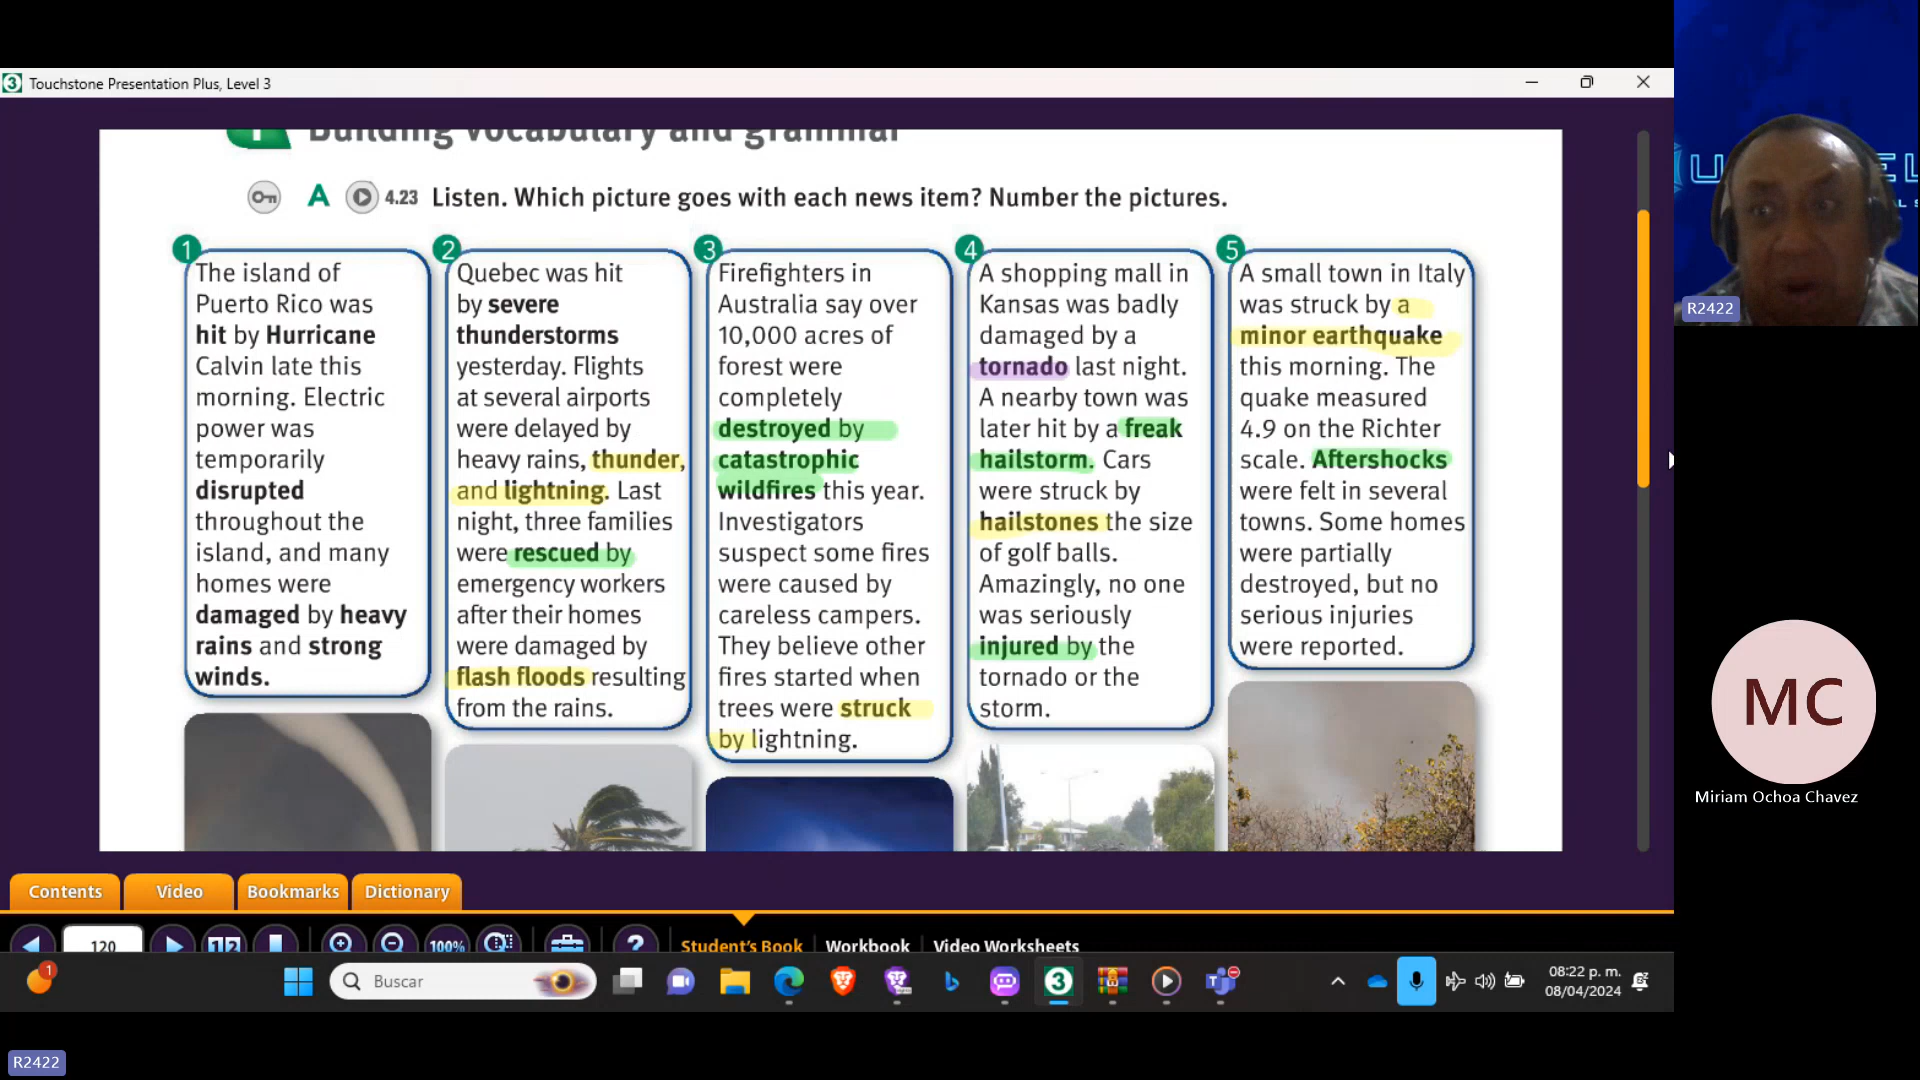 Touchstone Presentation Plus, Level 3
Building vocabulary and grammar
A 4.23 Listen. Which picture goes with each news item? Number the pictures.
1
The island of
Puerto Rico was
hit by Hurricane
Calvin late this
morning. Electric
power was
temporarily
disrupted
throughout the
island, and many
homes were
damaged by heavy
rains and strong
winds.
2
Quebec was hit
by severe
thunderstorms
yesterday. Flights
at several airports
were delayed by
heavy rains, thunder,
and lightning. Last
night, three families
were rescued by
emergency workers
after their homes
were damaged by
flash floods resulting
from the rains.
3
Firefighters in
Australia say over
10,000 acres of
forest were
completely
destroyed by
catastrophic
wildfires this year.
Investigators
suspect some fires
were caused by
careless campers.
They believe other
fires started when
trees were struck
by lightning.
4
A shopping mall in
Kansas was badly
damaged by a
tornado last night.
A nearby town was
later hit by a freak
hailstorm. Cars
were struck by
hailstones the size
of golf balls.
Amazingly, no one
was seriously
injured by the
tornado or the
storm.
5
A small town in Italy
was struck by a
minor earthquake
this morning. The
quake measured
4.9 on the Richter
scale. Aftershocks
were felt in several
towns. Some homes
were partially
destroyed, but no
serious injuries
were reported.
Contents Video Bookmarks Dictionary
120 12 100% ? Student's Book Workbook Video Worksheets
1 Buscar 3 08:22 p. m.
08/04/2024
R2422
R2422
MC
Miriam Ochoa Chavez